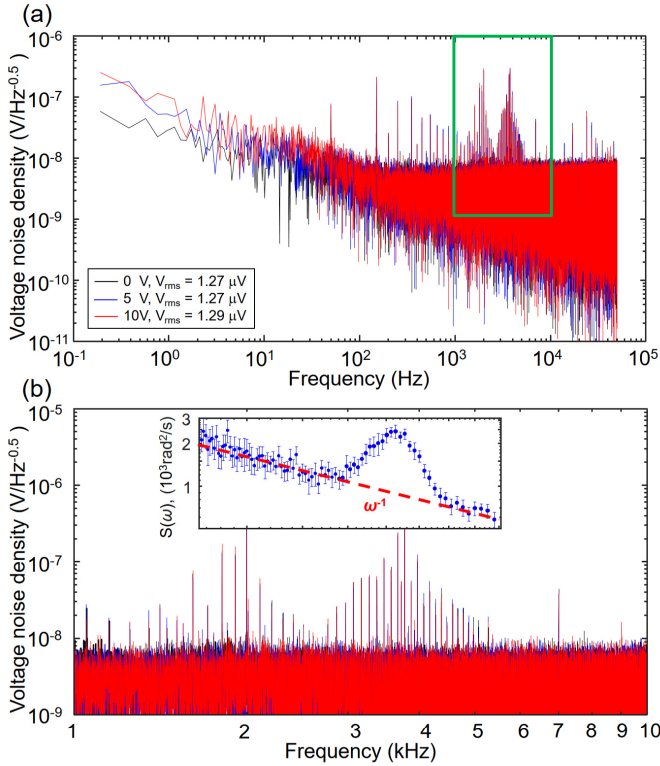 (a)
Voltage noise density (V/Hz⁻⁰·⁵)
10⁻⁶
10⁻⁷
10⁻⁸
10⁻⁹
10⁻¹⁰
10⁻¹¹
0 V, Vrms = 1.27 μV
5 V, Vrms = 1.27 μV
10V, Vrms = 1.29 μV
10⁻¹ 10⁰ 10¹ 10² 10³ 10⁴ 10⁵
Frequency (Hz)
(b)
Voltage noise density (V/Hz⁻⁰·⁵)
10⁻⁵
10⁻⁶
10⁻⁷
10⁻⁸
10⁻⁹
S(ω), (10³rad²/s)
3
2
1
ω⁻¹
1 2 3 4 5 6 7 8 9 10
Frequency (kHz)